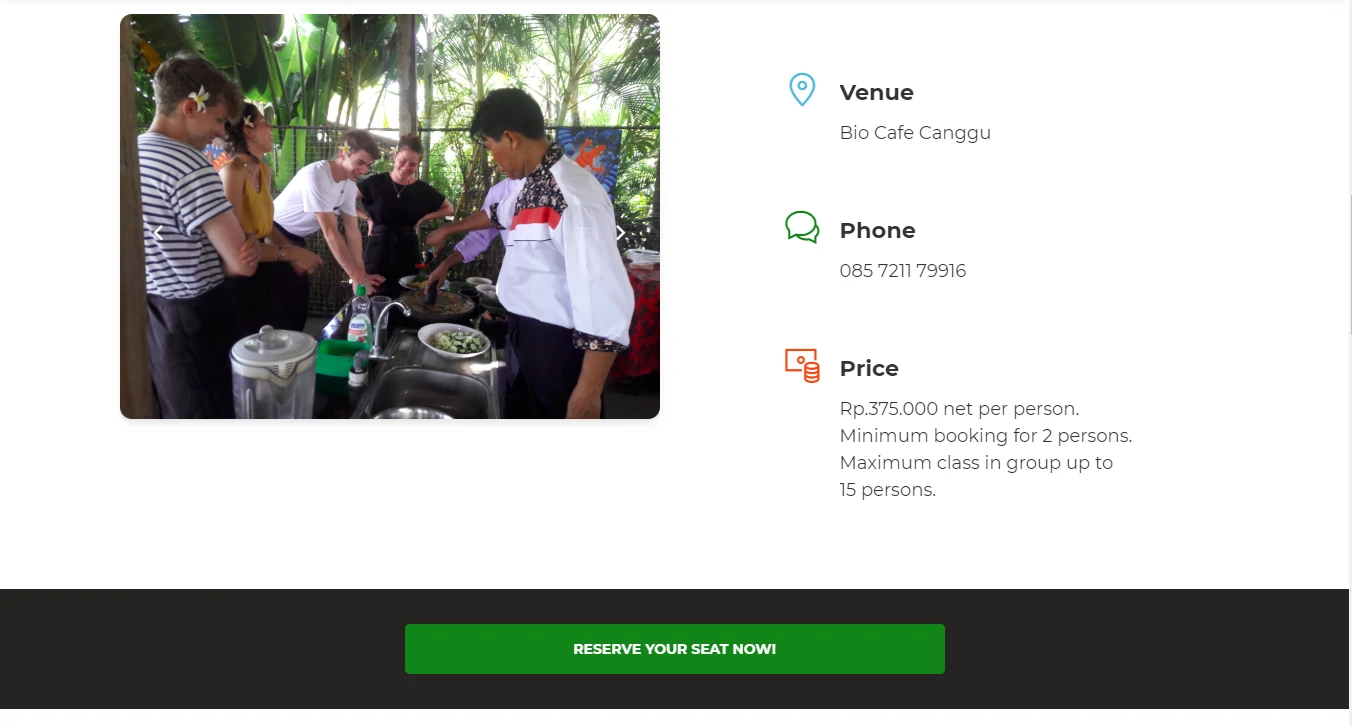 Venue
Bio Cafe Canggu
Phone
085 7211 79916
Price
Rp.375.000 net per person.
Minimum booking for 2 persons.
Maximum class in group up to
15 persons.
RESERVE YOUR SEAT NOW!